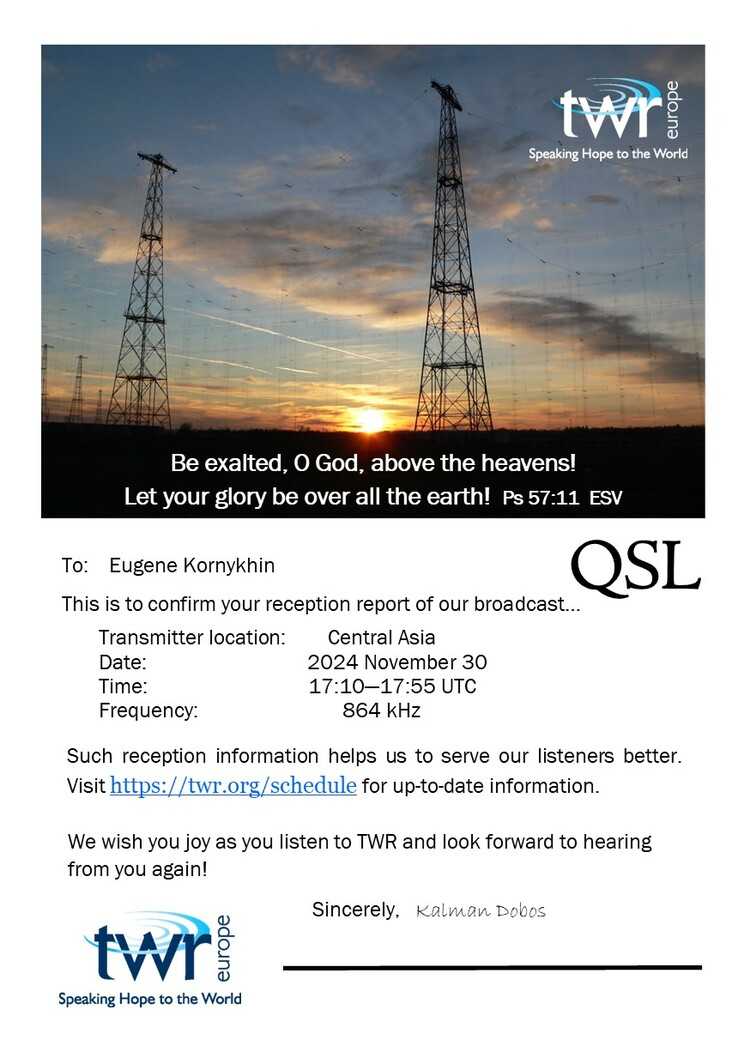 twr europe
Speaking Hope to the World
Be exalted, O God, above the heavens!
Let your glory be over all the earth! Ps 57:11 ESV
QSL
To: Eugene Kornykhin
This is to confirm your reception report of our broadcast...
Transmitter location: Central Asia
Date: 2024 November 30
Time: 17:10—17:55 UTC
Frequency: 864 kHz
Such reception information helps us to serve our listeners better.
Visit https://twr.org/schedule for up-to-date information.
We wish you joy as you listen to TWR and look forward to hearing
from you again!
Sincerely, Kalman Dobos
twr europe
Speaking Hope to the World